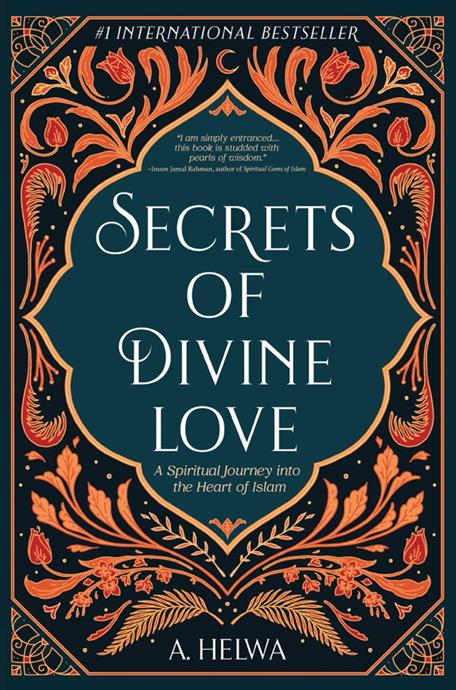 #1 INTERNATIONAL BESTSELLER
"I am simply entranced...
this book is studded with
pearls of wisdom."
~Imam Jamal Rahman, author of Spiritual Gems of Islam
SECRETS
OF
DIVINE
LOVE
A Spiritual Journey into
the Heart of Islam
A. HELWA